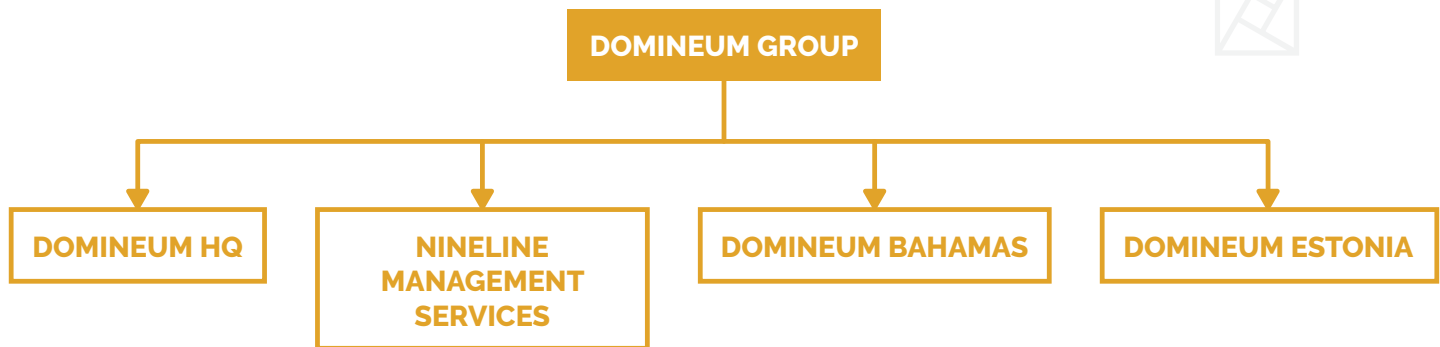 DOMINEUM GROUP
DOMINEUM HQ
NINELINE
MANAGEMENT
SERVICES
DOMINEUM BAHAMAS
DOMINEUM ESTONIA